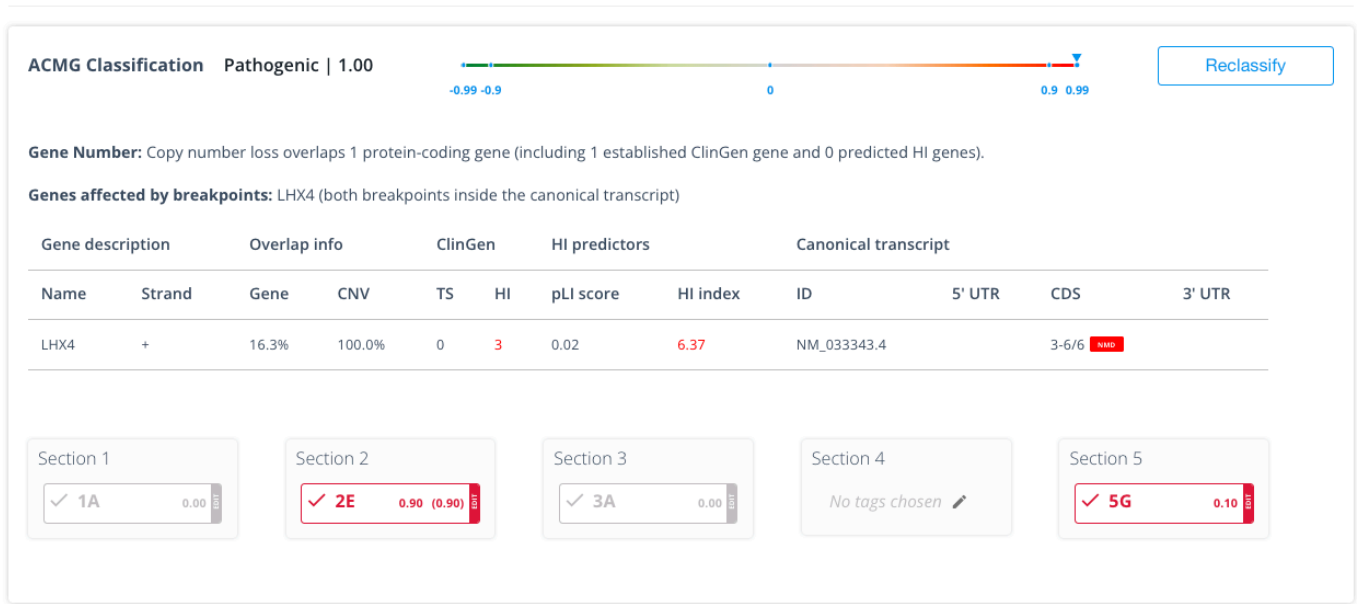 ACMG Classification Pathogenic | 1.00 Reclassify
-0.99 -0.9 0 0.9 0.99
Gene Number: Copy number loss overlaps 1 protein-coding gene (including 1 established ClinGen gene and 0 predicted HI genes).
Genes affected by breakpoints: LHX4 (both breakpoints inside the canonical transcript)
Gene description Overlap info ClinGen HI predictors Canonical transcript
Name Strand Gene CNV TS HI pLI score HI index ID 5' UTR CDS 3' UTR
LHX4 + 16.3% 100.0% 0 3 0.02 6.37 NM_033343.4 3-6/6 NMD
Section 1 Section 2 Section 3 Section 4 Section 5
1A 0.00 EDIT 2E 0.90 (0.90) EDIT 3A 0.00 EDIT No tags chosen 5G 0.10 EDIT